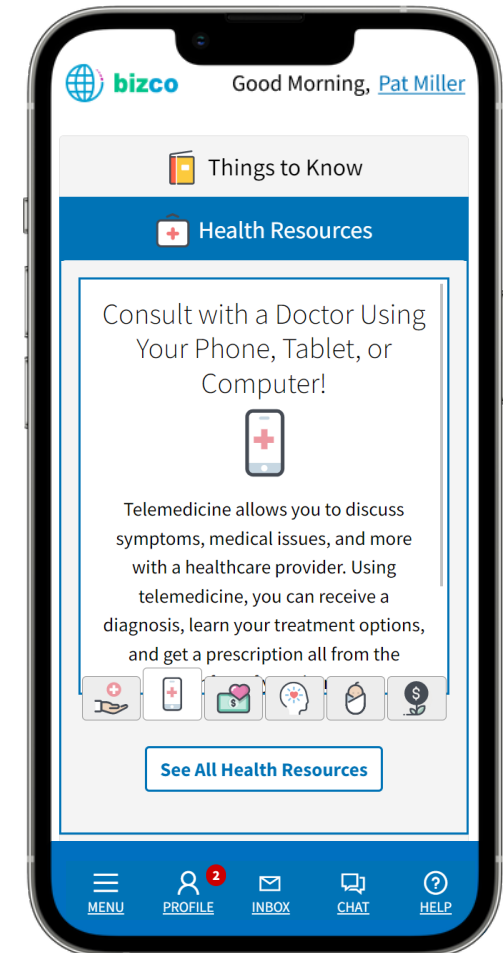 bizco
Good Morning, Pat Miller
Things to Know
Health Resources
Consult with a Doctor Using
Your Phone, Tablet, or
Computer!
Telemedicine allows you to discuss
symptoms, medical issues, and more
with a healthcare provider. Using
telemedicine, you can receive a
diagnosis, learn your treatment options,
and get a prescription all from the
$
$
See All Health Resources
2
MENU
PROFILE
INBOX
CHAT
?
HELP